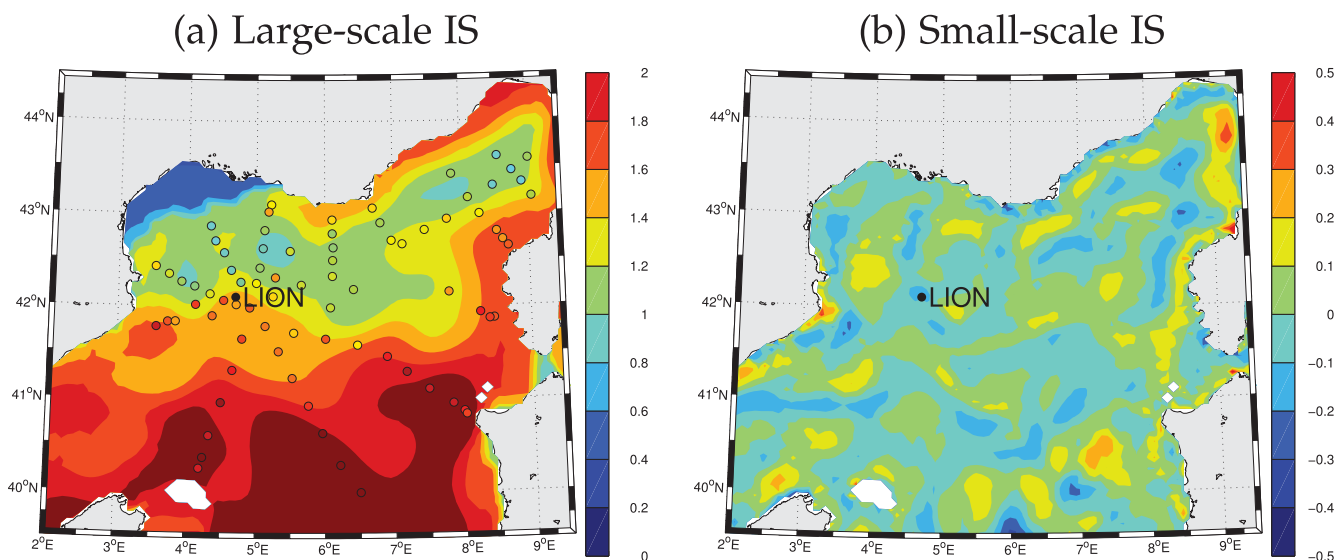 (a) Large-scale IS
(b) Small-scale IS
44°N
43°N
42°N
41°N
40°N
2°E 3°E 4°E 5°E 6°E 7°E 8°E 9°E
LION
2
1.8
1.6
1.4
1.2
1
0.8
0.6
0.4
0.2
0
44°N
43°N
42°N
41°N
40°N
2°E 3°E 4°E 5°E 6°E 7°E 8°E 9°E
LION
0.5
0.4
0.3
0.2
0.1
0
−0.1
−0.2
−0.3
−0.4
−0.5